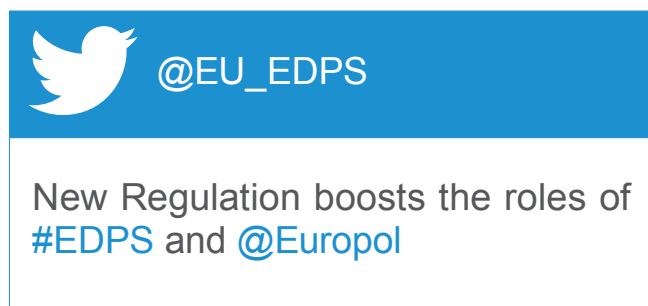 @EU_EDPS
New Regulation boosts the roles of
#EDPS and @Europol